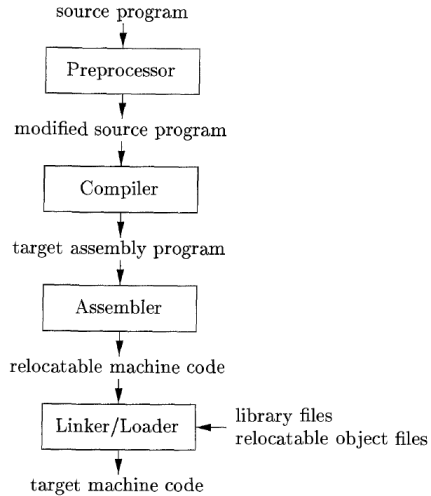 source program
Preprocessor
modified source program
Compiler
target assembly program
Assembler
relocatable machine code
Linker/Loader
library files
relocatable object files
target machine code